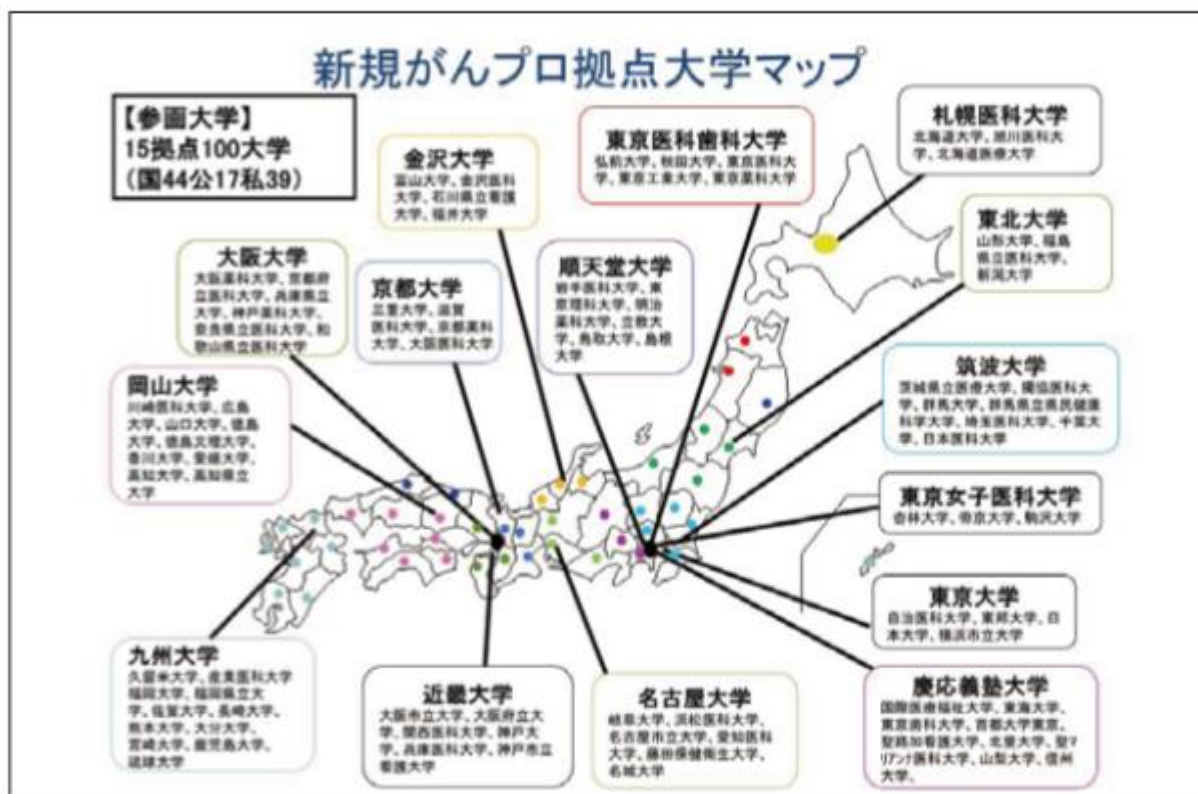 新規がんプロ拠点大学マップ
【参画大学】
15拠点100大学
(国44公17私39)
金沢大学
富山大学、金沢医科
大学、石川県立看護
大学、福井大学
東京医科歯科大学
弘前大学、秋田大学、東京医科大
学、東京工業大学、東京薬科大学
札幌医科大学
北海道大学、旭川医科大
学、北海道医療大学
東北大学
山形大学、福島
県立医科大学、
新潟大学
大阪大学
大阪薬科大学、京都府
立医科大学、兵庫県立
大学、神戸薬科大学、
奈良県立医科大学、和
歌山県立医科大学
京都大学
三重大学、滋賀
医科大学、京都薬科
大学、大阪医科大学
順天堂大学
岩手医科大学、東
京理科大学、明治
薬科大学、立教大
学、鳥取大学、島根
大学
筑波大学
茨城県立医療大学、獨協医科大
学、群馬大学、群馬県立県民健康
科学大学、埼玉医科大学、千葉大
学、日本医科大学
岡山大学
川崎医科大学、広島
大学、山口大学、徳島
大学、徳島文理大学、
香川大学、愛媛大学、
高知大学、高知県立
大学
東京女子医科大学
杏林大学、帝京大学、駒沢大学
東京大学
自治医科大学、東邦大学、日
本大学、横浜市立大学
九州大学
久留米大学、産業医科大学
福岡大学、福岡県立大
学、佐賀大学、長崎大学、
熊本大学、大分大学、
宮崎大学、鹿児島大学、
琉球大学
近畿大学
大阪市立大学、大阪府立大
学、関西医科大学、神戸大
学、兵庫医科大学、神戸市立
看護大学
名古屋大学
岐阜大学、浜松医科大学、
名古屋市立大学、愛知医科
大学、藤田保健衛生大学、
名城大学
慶応義塾大学
国際医療福祉大学、東海大学、
東京歯科大学、首都大学東京、
聖路加看護大学、北里大学、聖マ
リアンナ医科大学、山梨大学、信州
大学、